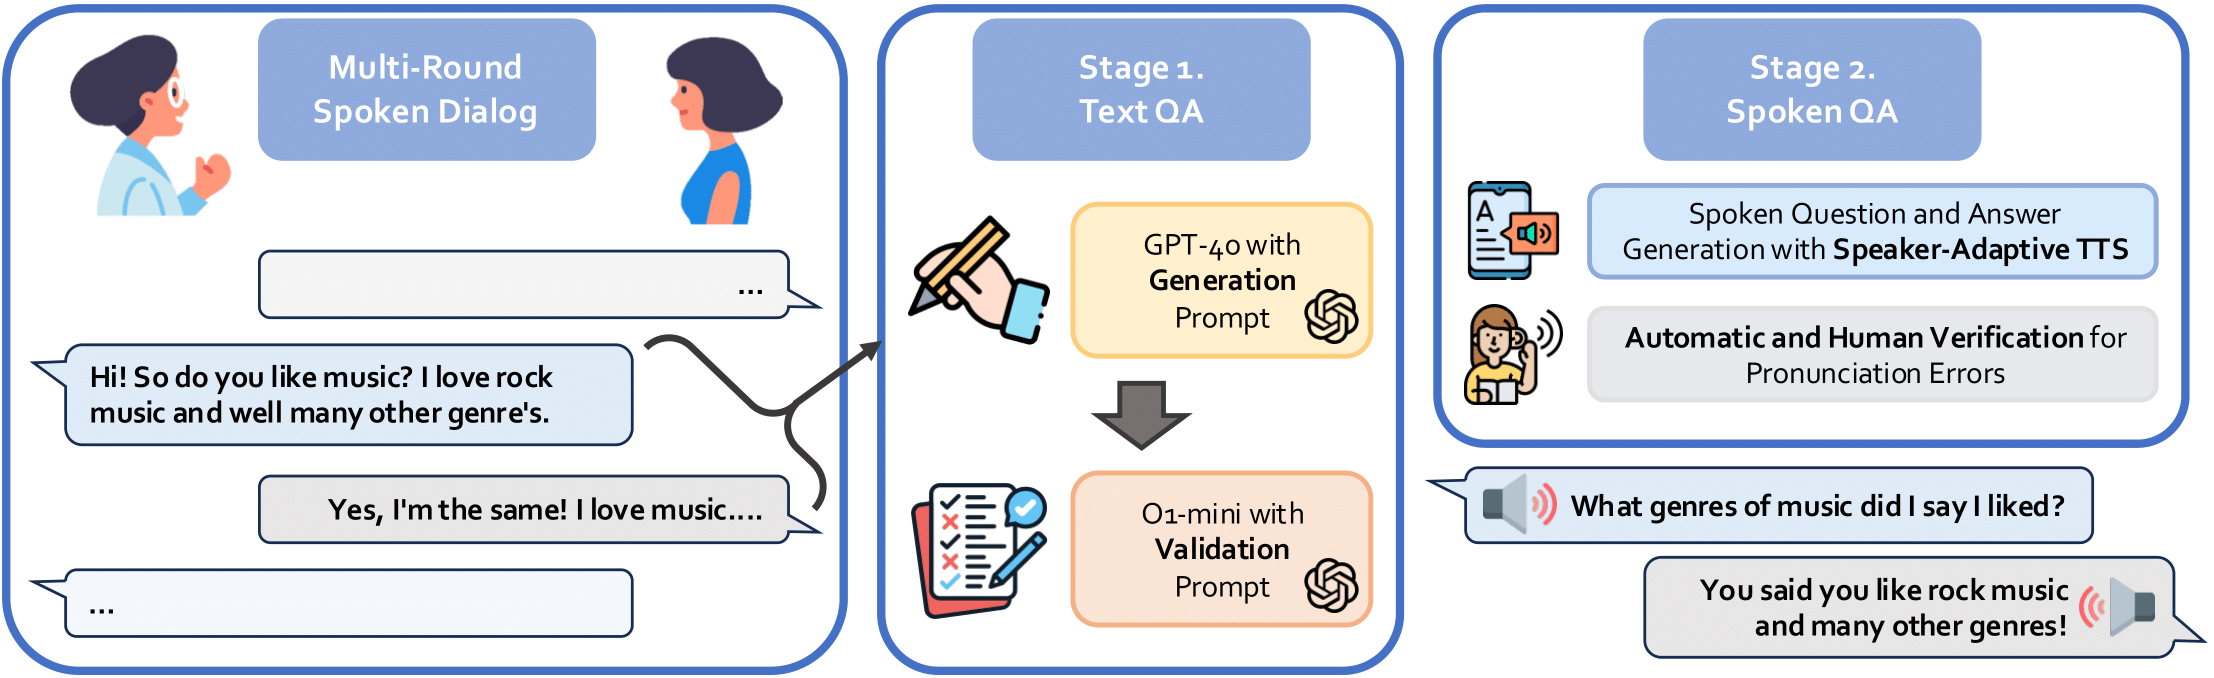 Multi-Round
Spoken Dialog
...
Hi! So do you like music? I love rock
music and well many other genre's.
Yes, I'm the same! I love music....
...
Stage 1.
Text QA
GPT-4o with
Generation
Prompt
O1-mini with
Validation
Prompt
Stage 2.
Spoken QA
A
Spoken Question and Answer
Generation with Speaker-Adaptive TTS
Automatic and Human Verification for
Pronunciation Errors
What genres of music did I say I liked?
You said you like rock music
and many other genres!